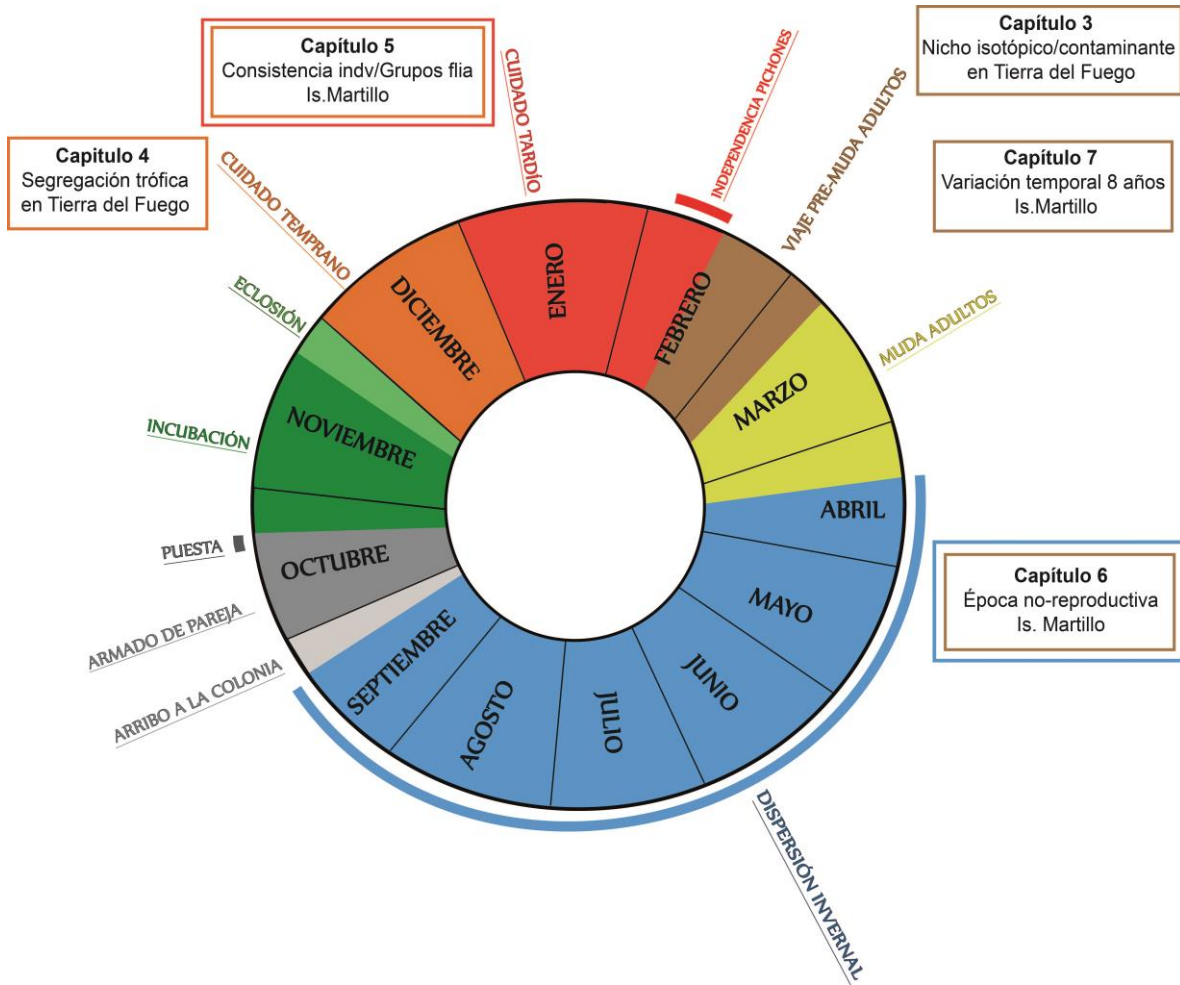 Capítulo 5
Consistencia indv/Grupos flia
Is.Martillo
Capítulo 3
Nicho isotópico/contaminante
en Tierra del Fuego
Capitulo 4
Segregación trófica
en Tierra del Fuego
Capítulo 7
Variación temporal 8 años
Is.Martillo
Capítulo 6
Época no-reproductiva
Is. Martillo
CUIDADO TARDÍO
INDEPENDENCIA PICHONES
VIAJE PRE-MUDA ADULTOS
MUDA ADULTOS
DISPERSIÓN INVERNAL
ARRIBO A LA COLONIA
ARMADO DE PAREJA
PUESTA
INCUBACIÓN
ECLOSIÓN
CUIDADO TEMPRANO
ENERO
FEBRERO
MARZO
ABRIL
MAYO
JUNIO
JULIO
AGOSTO
SEPTIEMBRE
OCTUBRE
NOVIEMBRE
DICIEMBRE